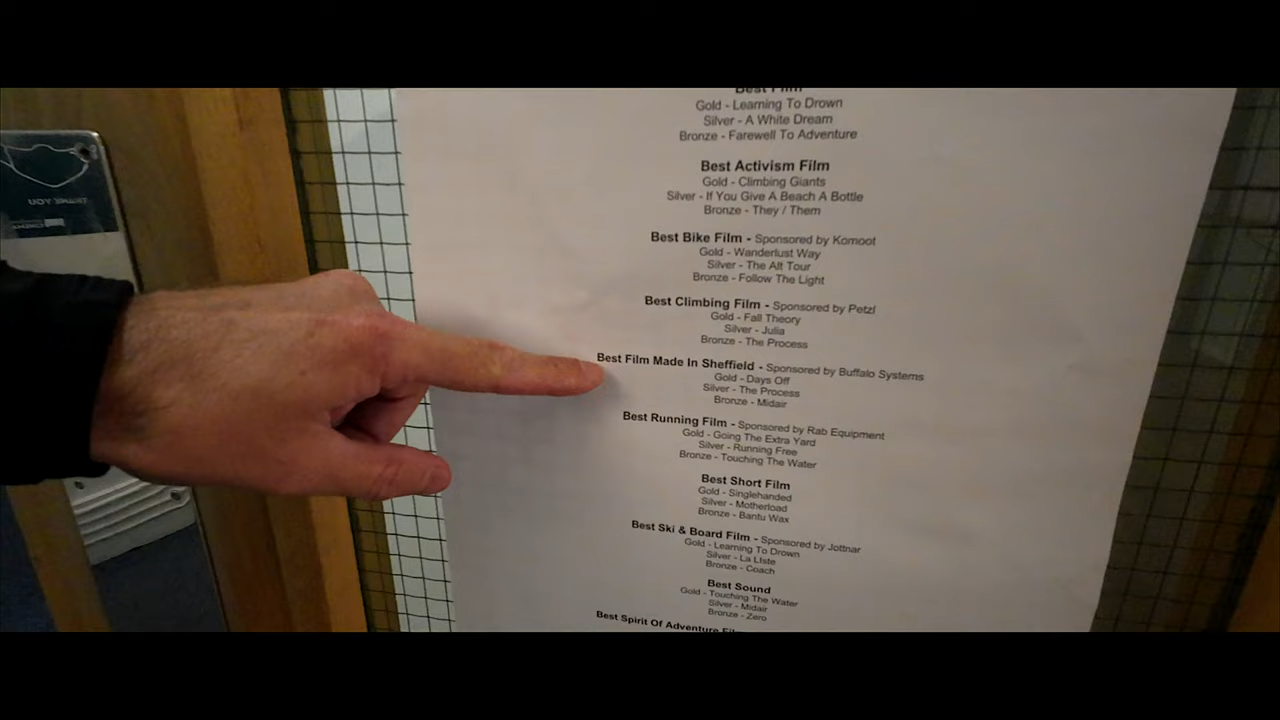 THANK YOU
Best Film
Gold - Learning To Drown
Silver - A White Dream
Bronze - Farewell To Adventure
Best Activism Film
Gold - Climbing Giants
Silver - If You Give A Beach A Bottle
Bronze - They / Them
Best Bike Film - Sponsored by Komoot
Gold - Wanderlust Way
Silver - The Alt Tour
Bronze - Follow The Light
Best Climbing Film - Sponsored by Petzl
Gold - Fall Theory
Silver - Julia
Bronze - The Process
Best Film Made In Sheffield - Sponsored by Buffalo Systems
Gold - Days Off
Silver - The Process
Bronze - Midair
Best Running Film - Sponsored by Rab Equipment
Gold - Going The Extra Yard
Silver - Running Free
Bronze - Touching The Water
Best Short Film
Gold - Singlehanded
Silver - Motherload
Bronze - Bantu Wax
Best Ski & Board Film - Sponsored by Jottnar
Gold - Learning To Drown
Silver - La LIste
Bronze - Coach
Best Sound
Gold - Touching The Water
Silver - Midair
Bronze - Zero
Best Spirit Of Adventure Film